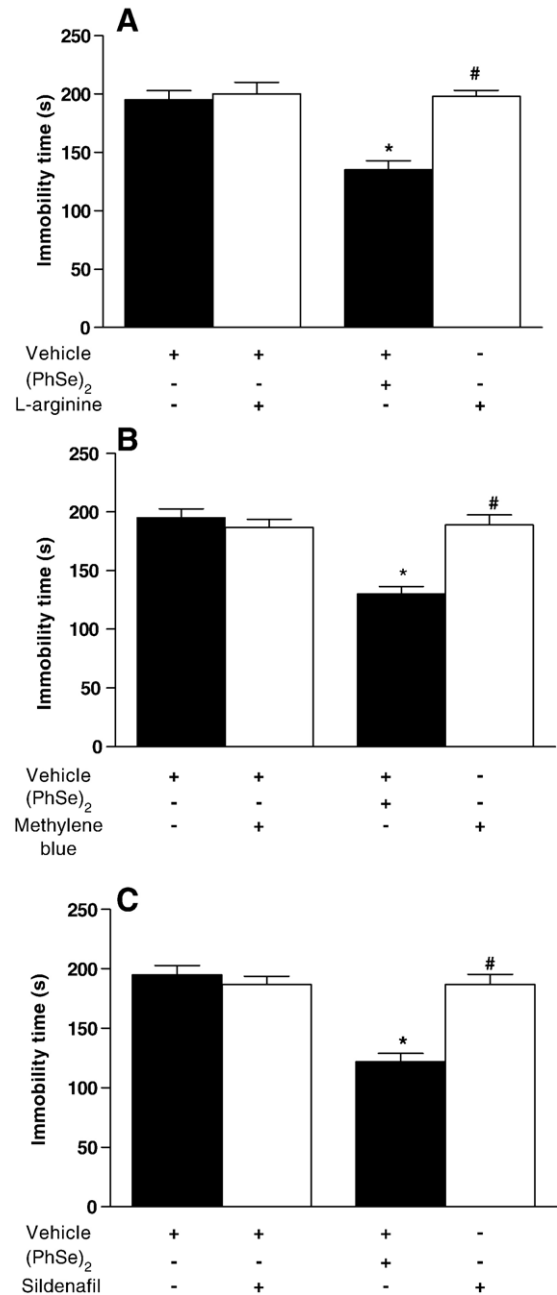 A
250
200
150
100
50
0
Immobility time (s)
*
#
Vehicle + + + -
(PhSe)2 - - + -
L-arginine - + - +
B
250
200
150
100
50
0
Immobility time (s)
*
#
Vehicle + + + -
(PhSe)2 - - + -
Methylene - + - +
blue
C
250
200
150
100
50
0
Immobility time (s)
*
#
Vehicle + + + -
(PhSe)2 - - + -
Sildenafil - + - +